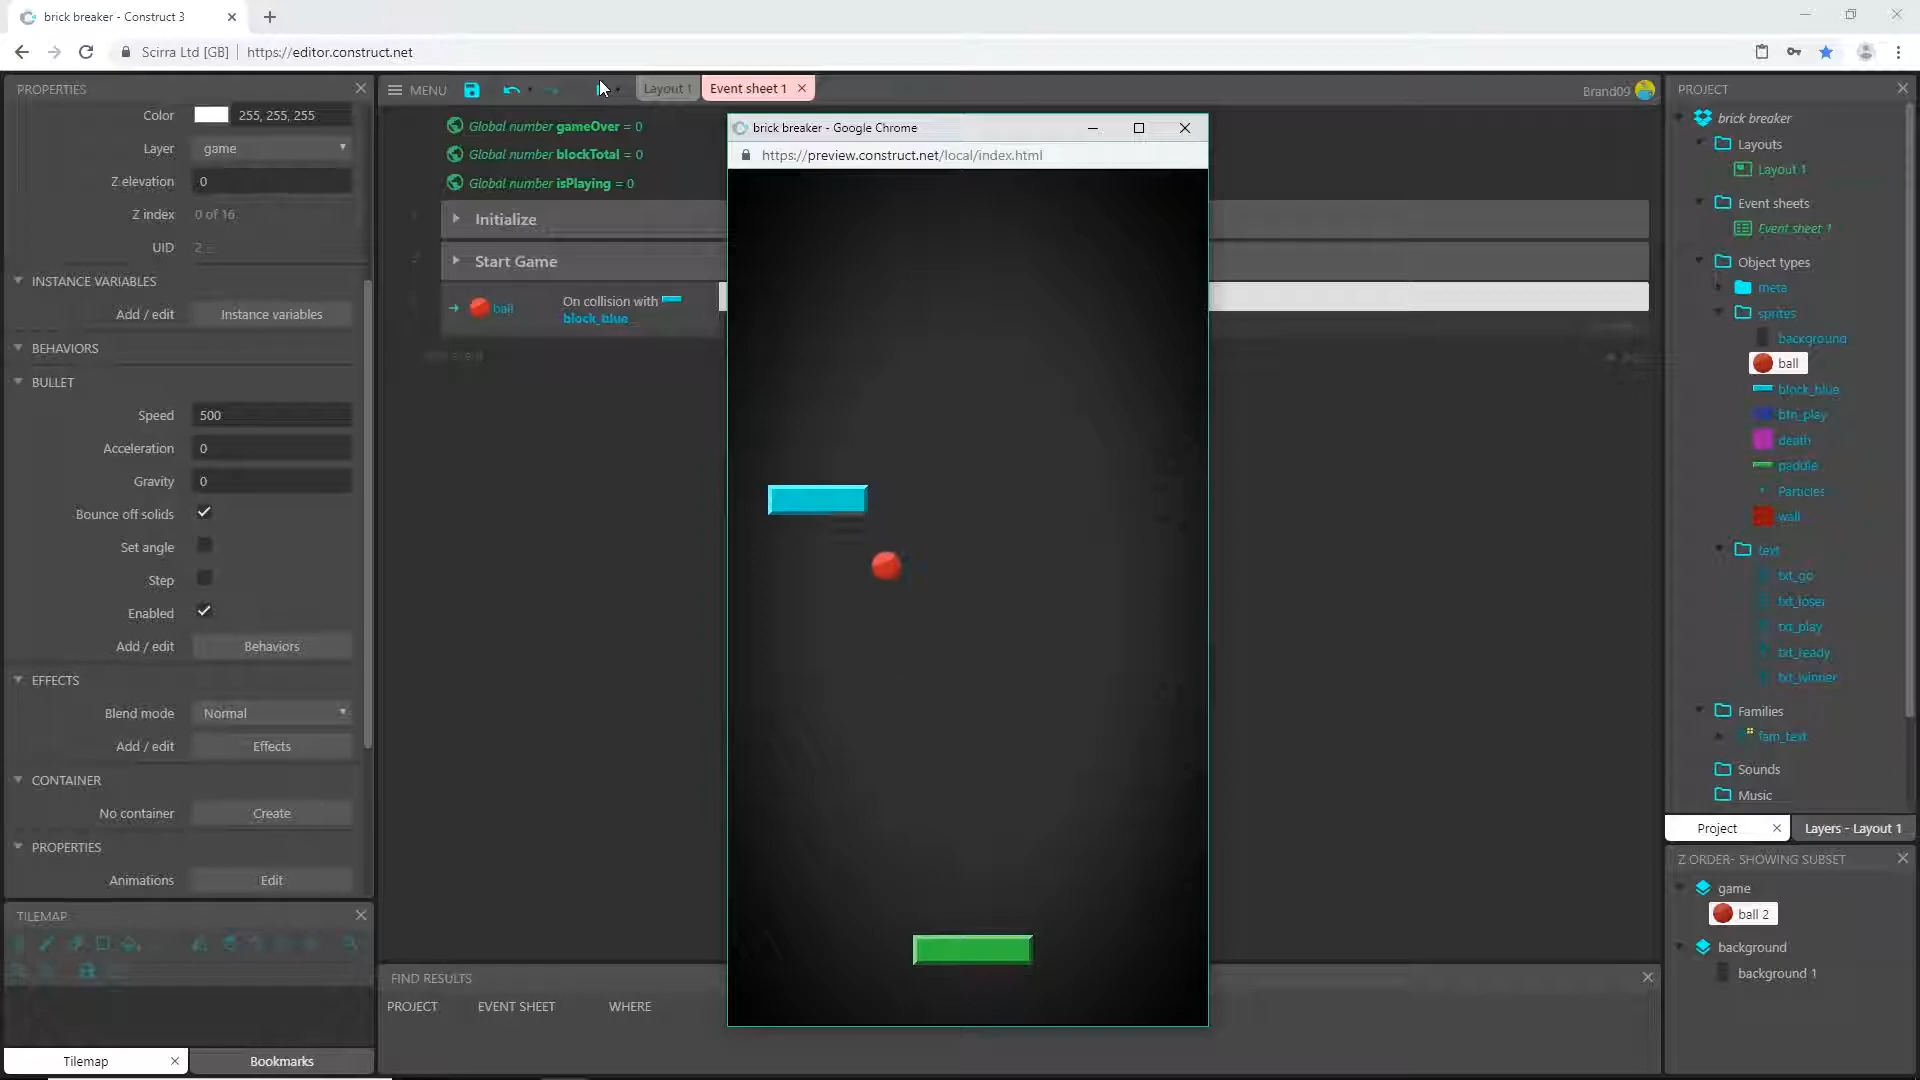 brick breaker - Construct 3
Scirra Ltd [GB] https://editor.construct.net
PROPERTIES
Color 255, 255, 255
Layer game
Z elevation 0
Z index 0 of 16
UID 2
INSTANCE VARIABLES
Add / edit Instance variables
BEHAVIORS
BULLET
Speed 500
Acceleration 0
Gravity 0
Bounce off solids
Set angle
Step
Enabled
Add / edit Behaviors
EFFECTS
Blend mode Normal
Add / edit Effects
CONTAINER
No container Create
PROPERTIES
Animations Edit
TILEMAP
Tilemap Bookmarks
MENU Layout 1 Event sheet 1 Brand09
Global number gameOver = 0
Global number blockTotal = 0
Global number isPlaying = 0
Initialize
Start Game
ball On collision with
block_blue
brick breaker - Google Chrome
https://preview.construct.net/local/index.html
FIND RESULTS
PROJECT EVENT SHEET WHERE
PROJECT
brick breaker
Layouts
Layout 1
Event sheets
Event sheet 1
Object types
meta
sprites
background
ball
block_blue
btn_play
death
paddle
Particles
wall
text
txt_go
txt_loser
txt_play
txt_ready
txt_winner
Families
fam_text
Sounds
Music
Project Layers - Layout 1
Z ORDER- SHOWING SUBSET
game
ball 2
background
background 1